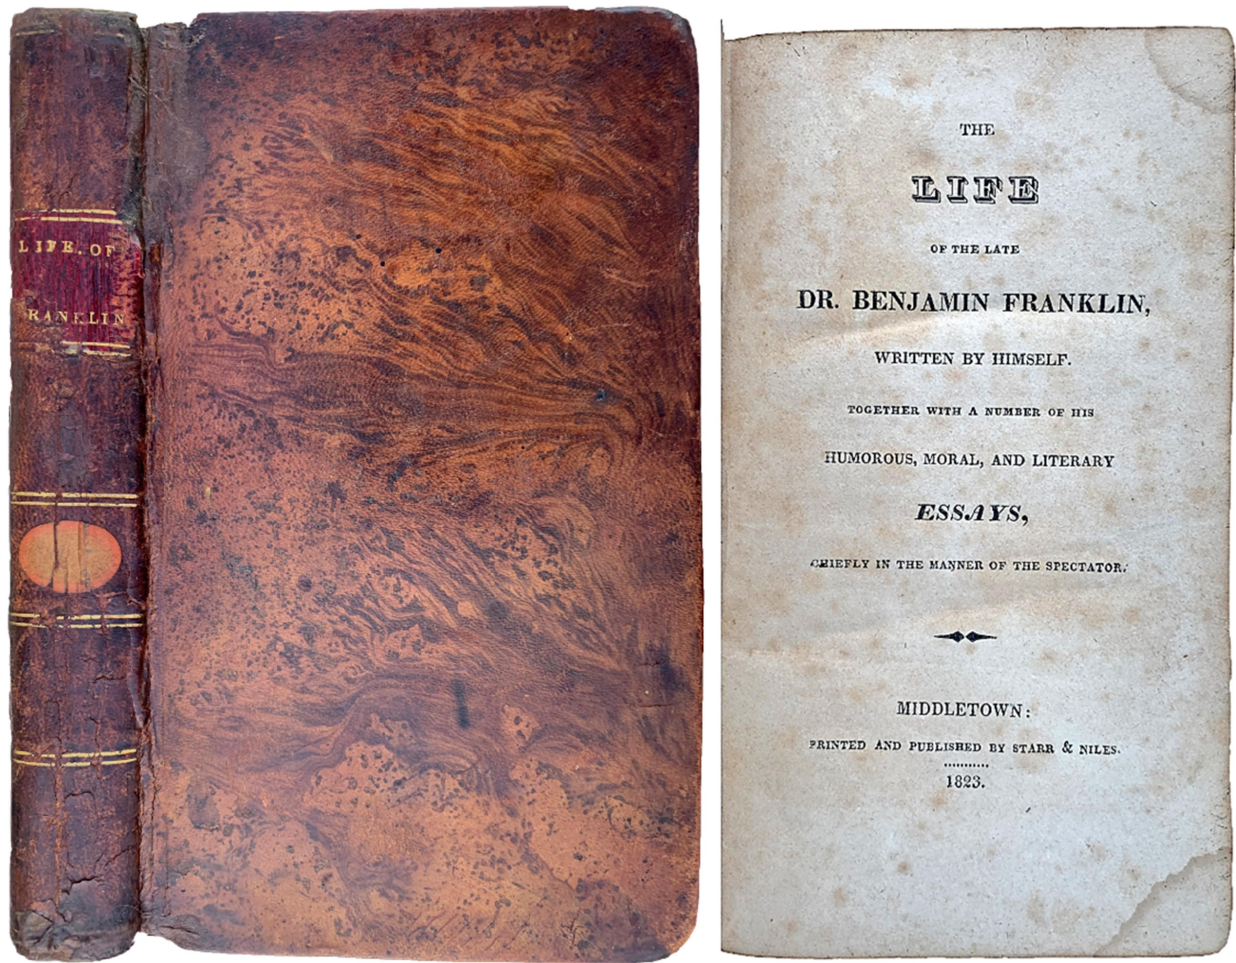 LIFE. OF
RANKLIN
THE
LIFE
OF THE LATE
DR. BENJAMIN FRANKLIN,
WRITTEN BY HIMSELF.
TOGETHER WITH A NUMBER OF HIS
HUMOROUS, MORAL, AND LITERARY
ESSAYS,
CHIEFLY IN THE MANNER OF THE SPECTATOR.
MIDDLETOWN:
PRINTED AND PUBLISHED BY STARR & NILES.
1823.